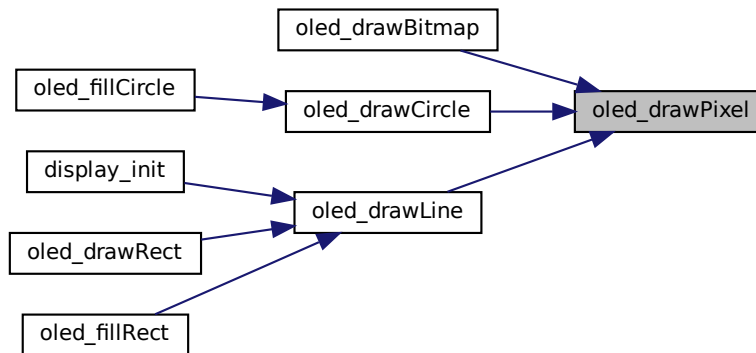 oled_drawBitmap
oled_fillCircle
oled_drawCircle
oled_drawPixel
display_init
oled_drawLine
oled_drawRect
oled_fillRect